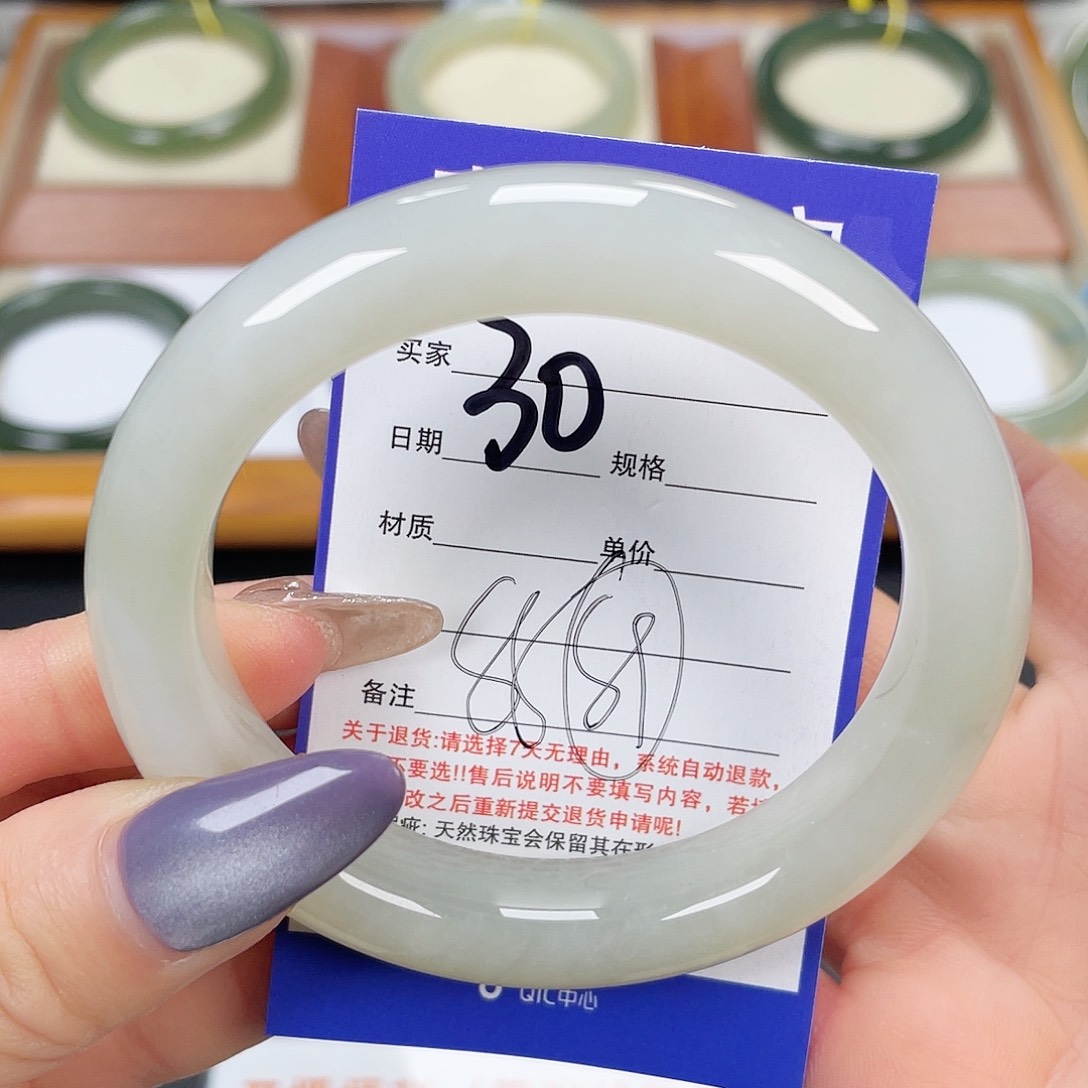 买家 30
日期 规格
材质 单价
备注
关于退货:请选择7天无理由，系统自动退款，
不要选!!售后说明不要填写内容，若
改之后重新提交退货申请呢!
疵: 天然珠宝会保留其在形
QIC中心